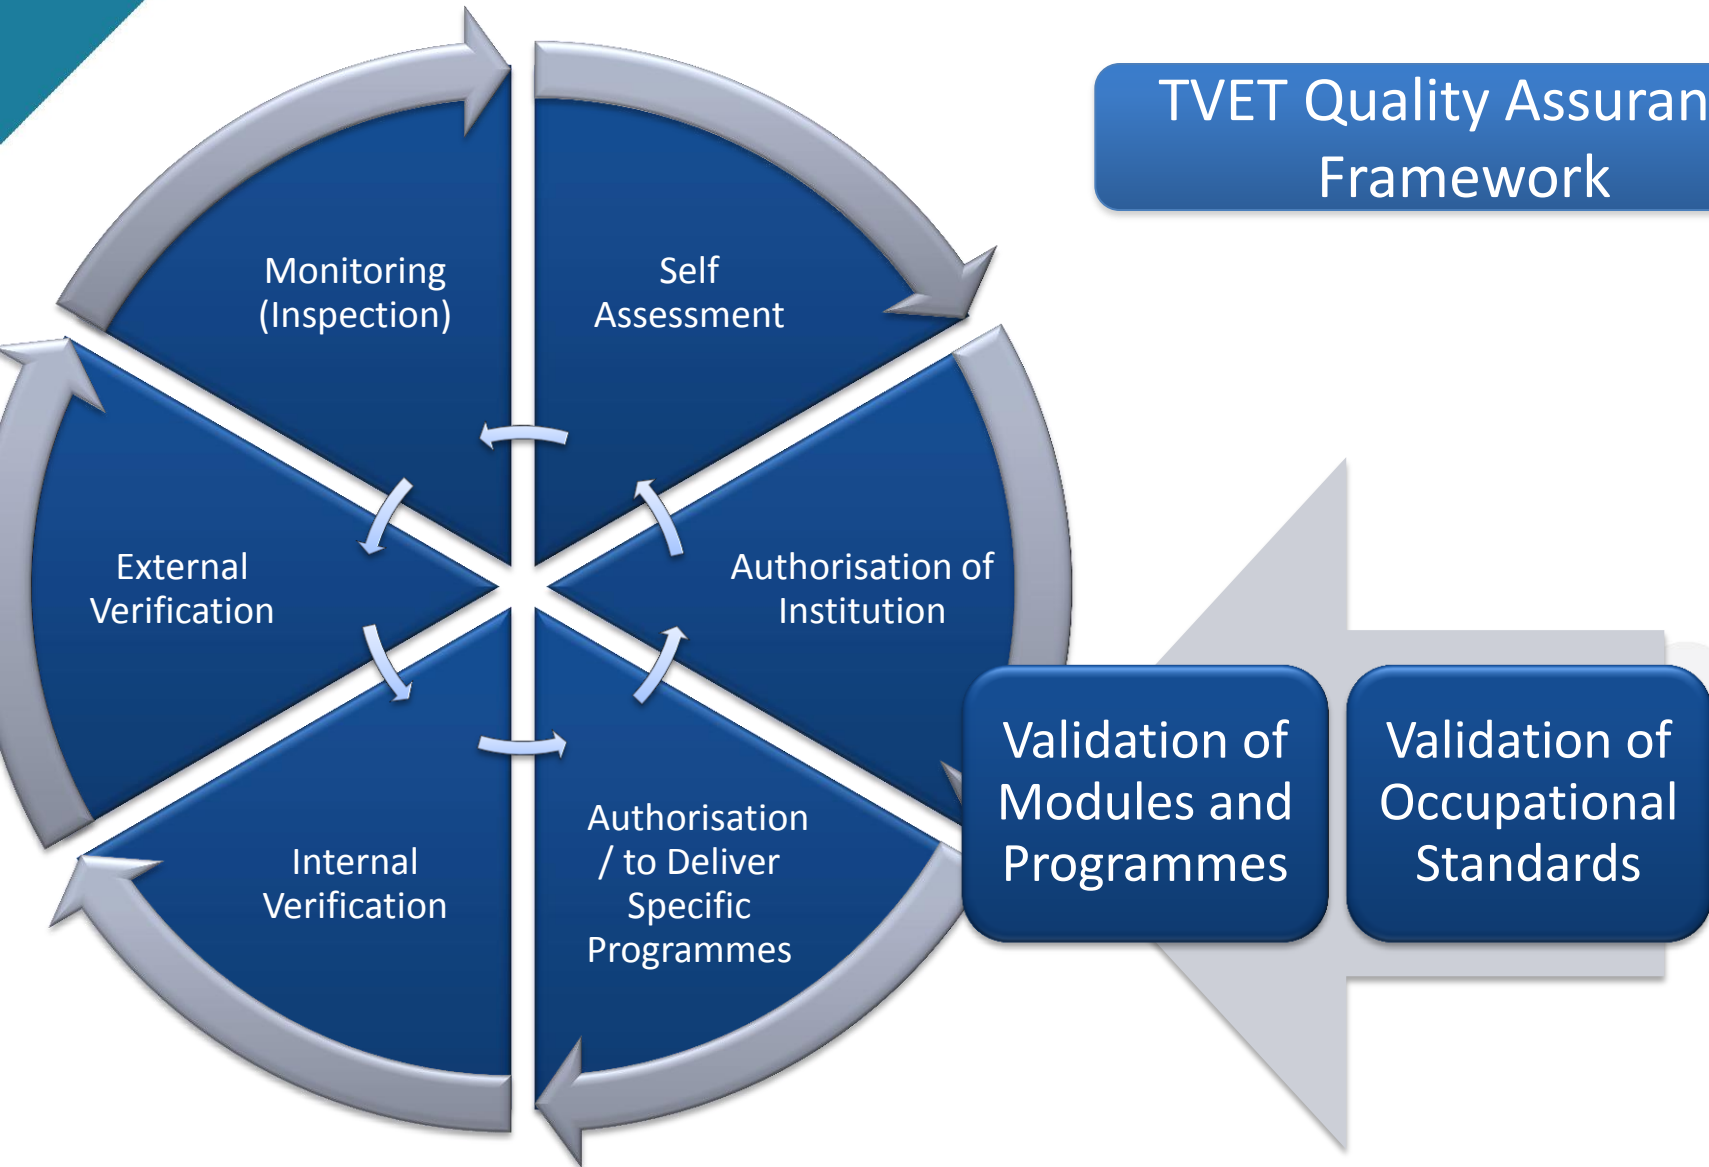 TVET Quality Assuran
Framework
Monitoring
(Inspection)
Self
Assessment
External
Verification
Authorisation of
Institution
Internal
Verification
Authorisation
/ to Deliver
Specific
Programmes
Validation of
Modules and
Programmes
Validation of
Occupational
Standards